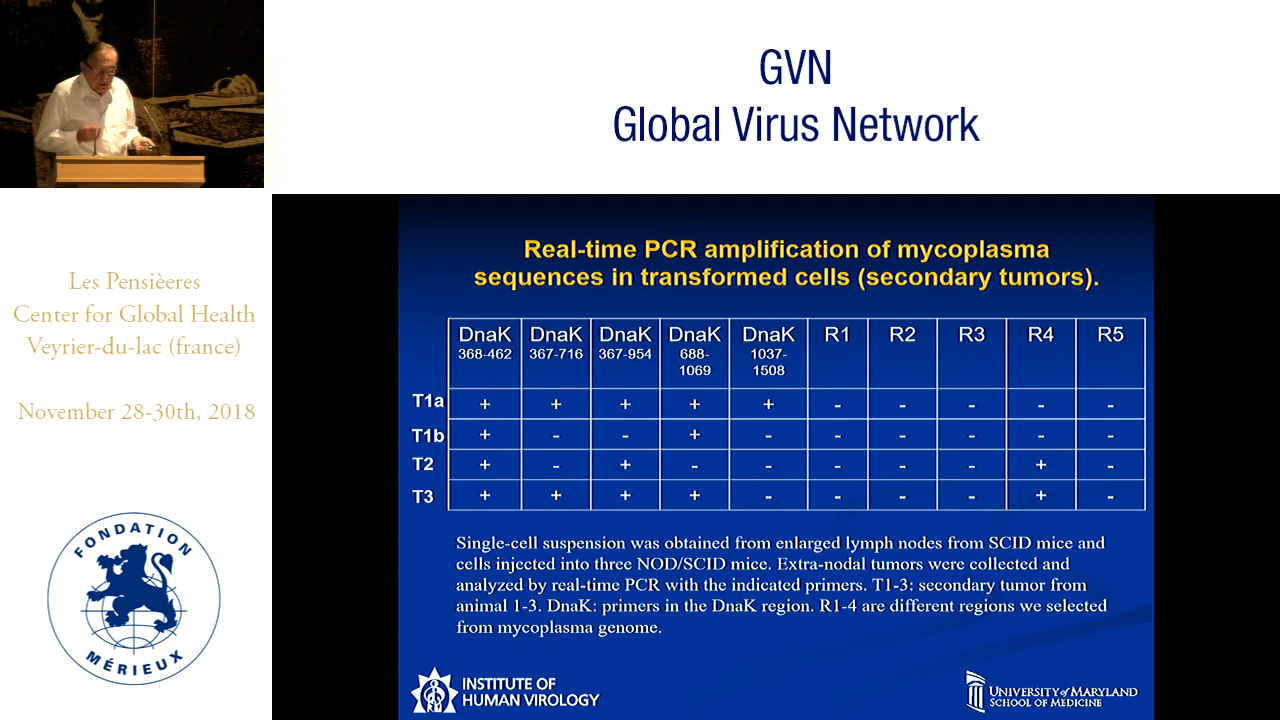 GVN
Global Virus Network
Les Pensièeres
Center for Global Health
Veyrier-du-lac (france)
November 28-30th, 2018
FONDATION
MÉRIEUX
Real-time PCR amplification of mycoplasma
sequences in transformed cells (secondary tumors).
DnaK 368-462 DnaK 367-716 DnaK 367-954 DnaK 688-1069 DnaK 1037-1508 R1 R2 R3 R4 R5
T1a + + + + + - - - - -
T1b + - - + - - - - - -
T2 + - + - - - - - + -
T3 + + + + - - - - + -
Single-cell suspension was obtained from enlarged lymph nodes from SCID mice and
cells injected into three NOD/SCID mice. Extra-nodal tumors were collected and
analyzed by real-time PCR with the indicated primers. T1-3: secondary tumor from
animal 1-3. DnaK: primers in the DnaK region. R1-4 are different regions we selected
from mycoplasma genome.
INSTITUTE OF
HUMAN VIROLOGY
UNIVERSITY of MARYLAND
SCHOOL OF MEDICINE